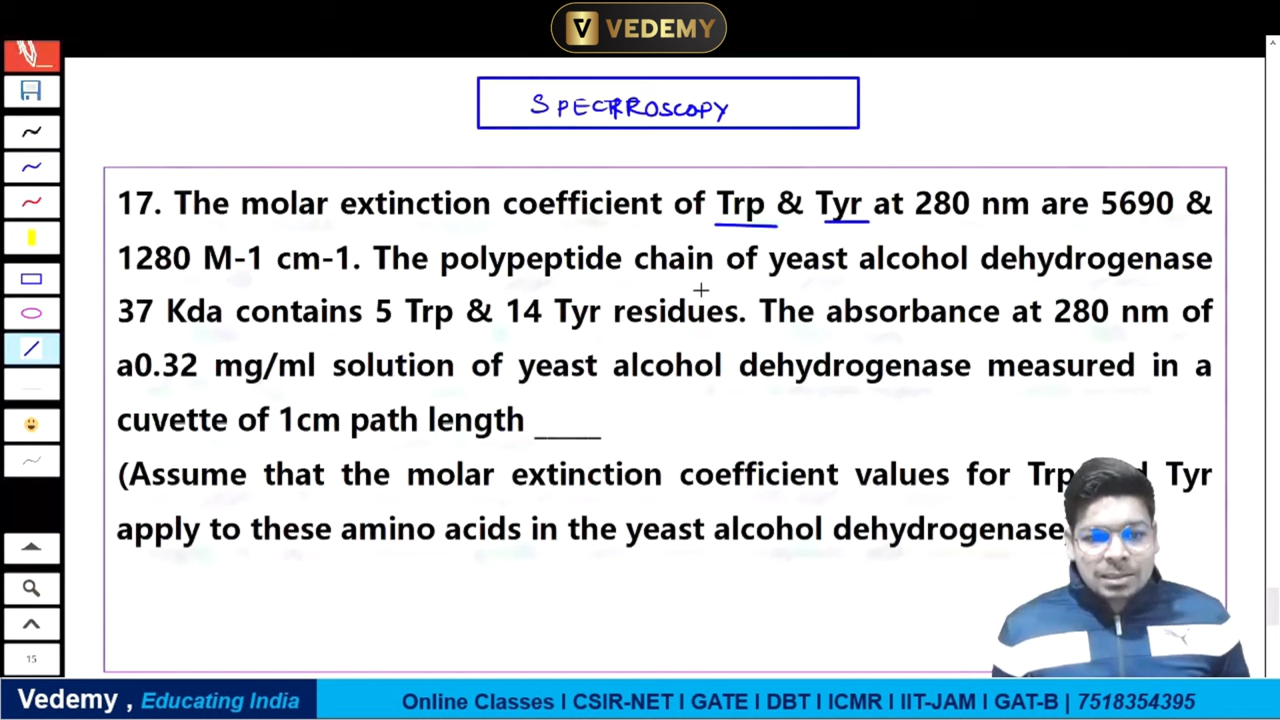 VEDEMY
SPECTRROSCOPY
17. The molar extinction coefficient of Trp & Tyr at 280 nm are 5690 &
1280 M-1 cm-1. The polypeptide chain of yeast alcohol dehydrogenase
37 Kda contains 5 Trp & 14 Tyr residues. The absorbance at 280 nm of
a0.32 mg/ml solution of yeast alcohol dehydrogenase measured in a
cuvette of 1cm path length _____
(Assume that the molar extinction coefficient values for Tyr
apply to these amino acids in the yeast alcohol dehydrogenase
15
Vedemy , Educating India
Online Classes I CSIR-NET I GATE I DBT I ICMR I IIT-JAM I GAT-B | 7518354395